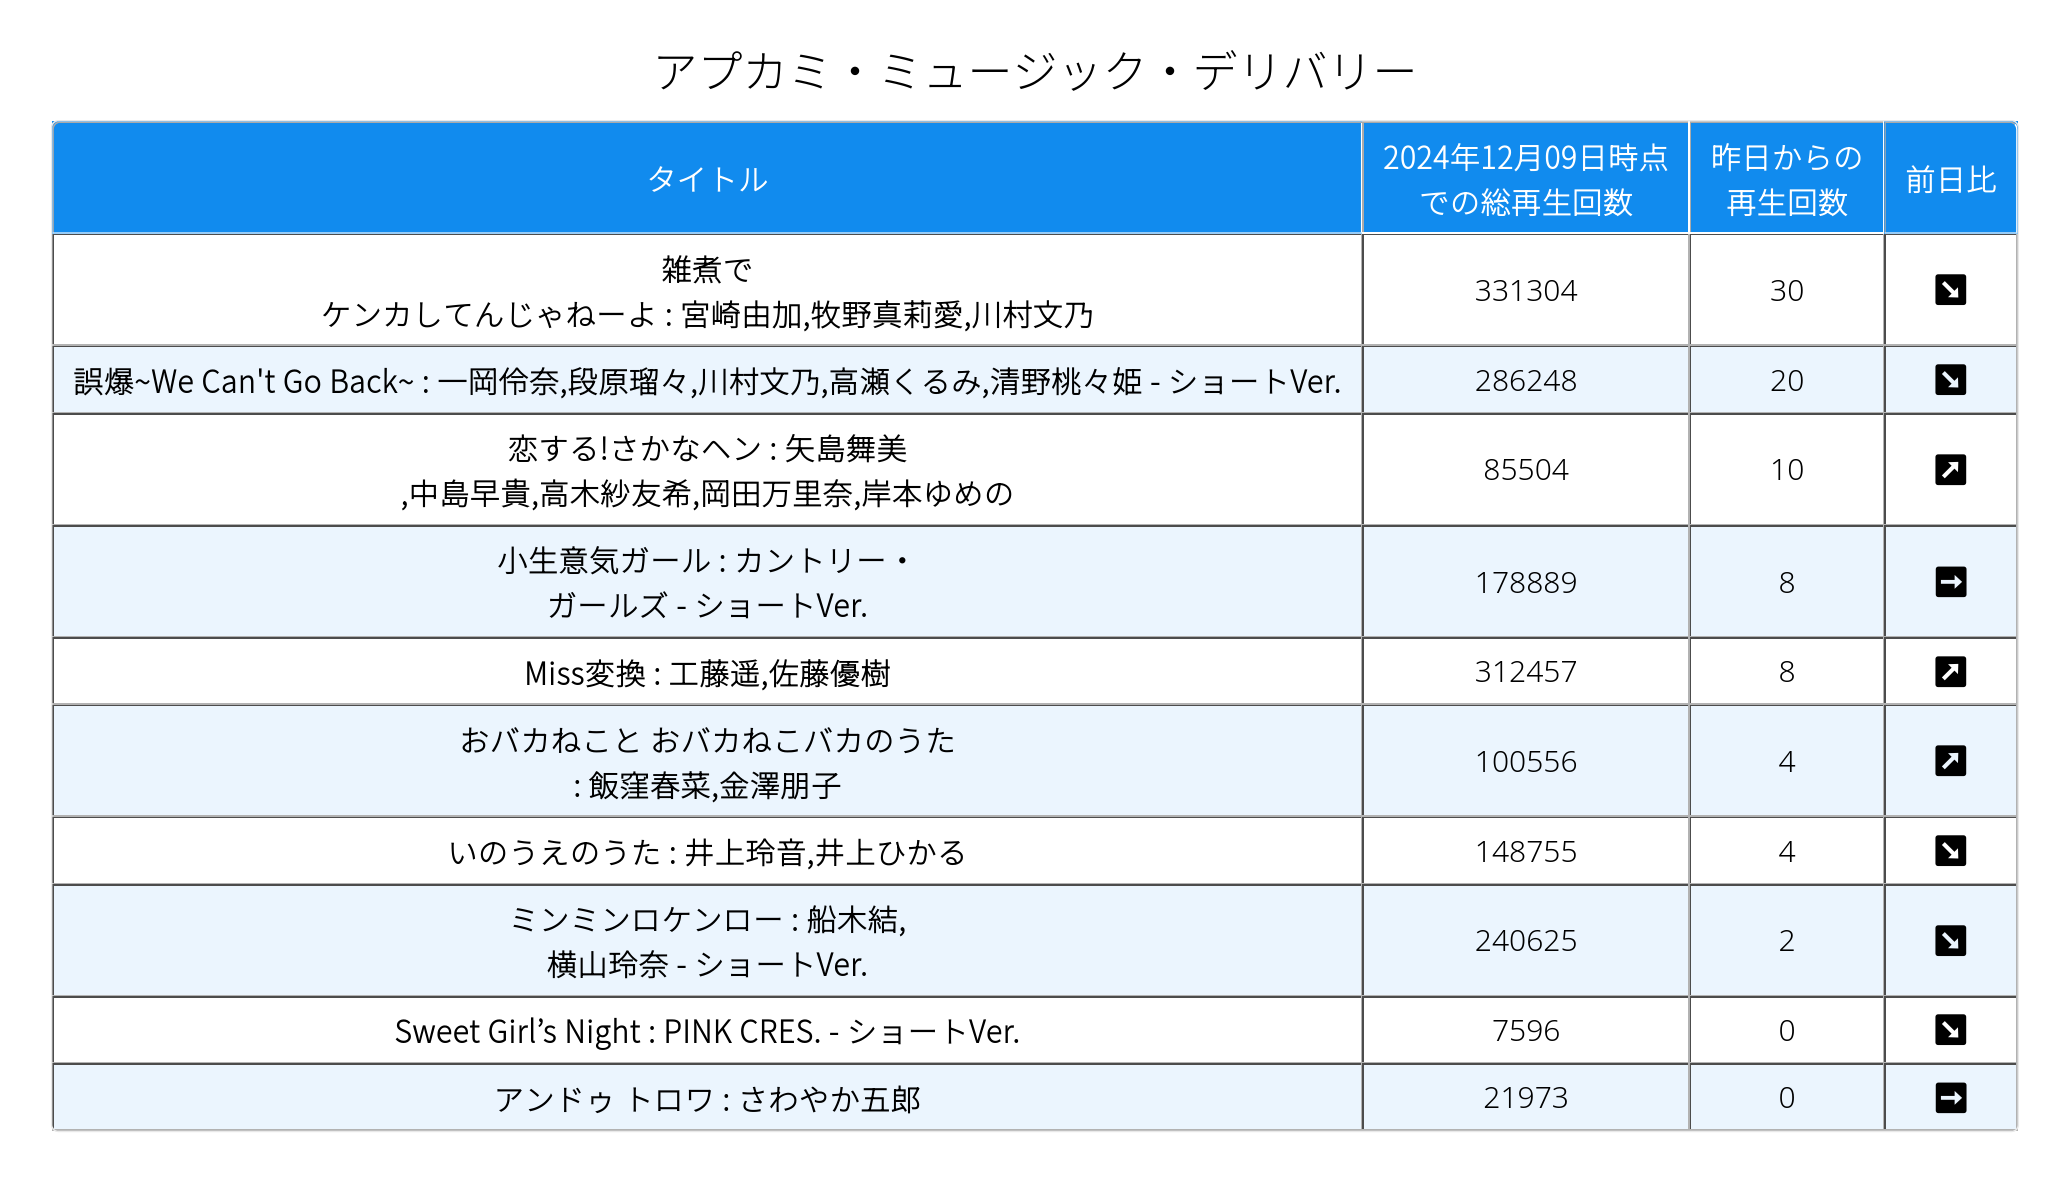 アプカミ・ミュージック・デリバリー
タイトル
2024年12月09日時点
での総再生回数
昨日からの
再生回数
前日比
雑煮で
ケンカしてんじゃねーよ : 宮崎由加,牧野真莉愛,川村文乃
331304
30
誤爆~We Can't Go Back~ : 一岡伶奈,段原瑠々,川村文乃,高瀬くるみ,清野桃々姫 - ショートVer.
286248
20
恋する!さかなヘン : 矢島舞美
,中島早貴,高木紗友希,岡田万里奈,岸本ゆめの
85504
10
小生意気ガール : カントリー・
ガールズ - ショートVer.
178889
8
Miss変換 : 工藤遥,佐藤優樹
312457
8
おバカねこと おバカねこバカのうた
: 飯窪春菜,金澤朋子
100556
4
いのうえのうた : 井上玲音,井上ひかる
148755
4
ミンミンロケンロー : 船木結,
横山玲奈 - ショートVer.
240625
2
Sweet Girl’s Night : PINK CRES. - ショートVer.
7596
0
アンドゥ トロワ : さわやか五郎
21973
0